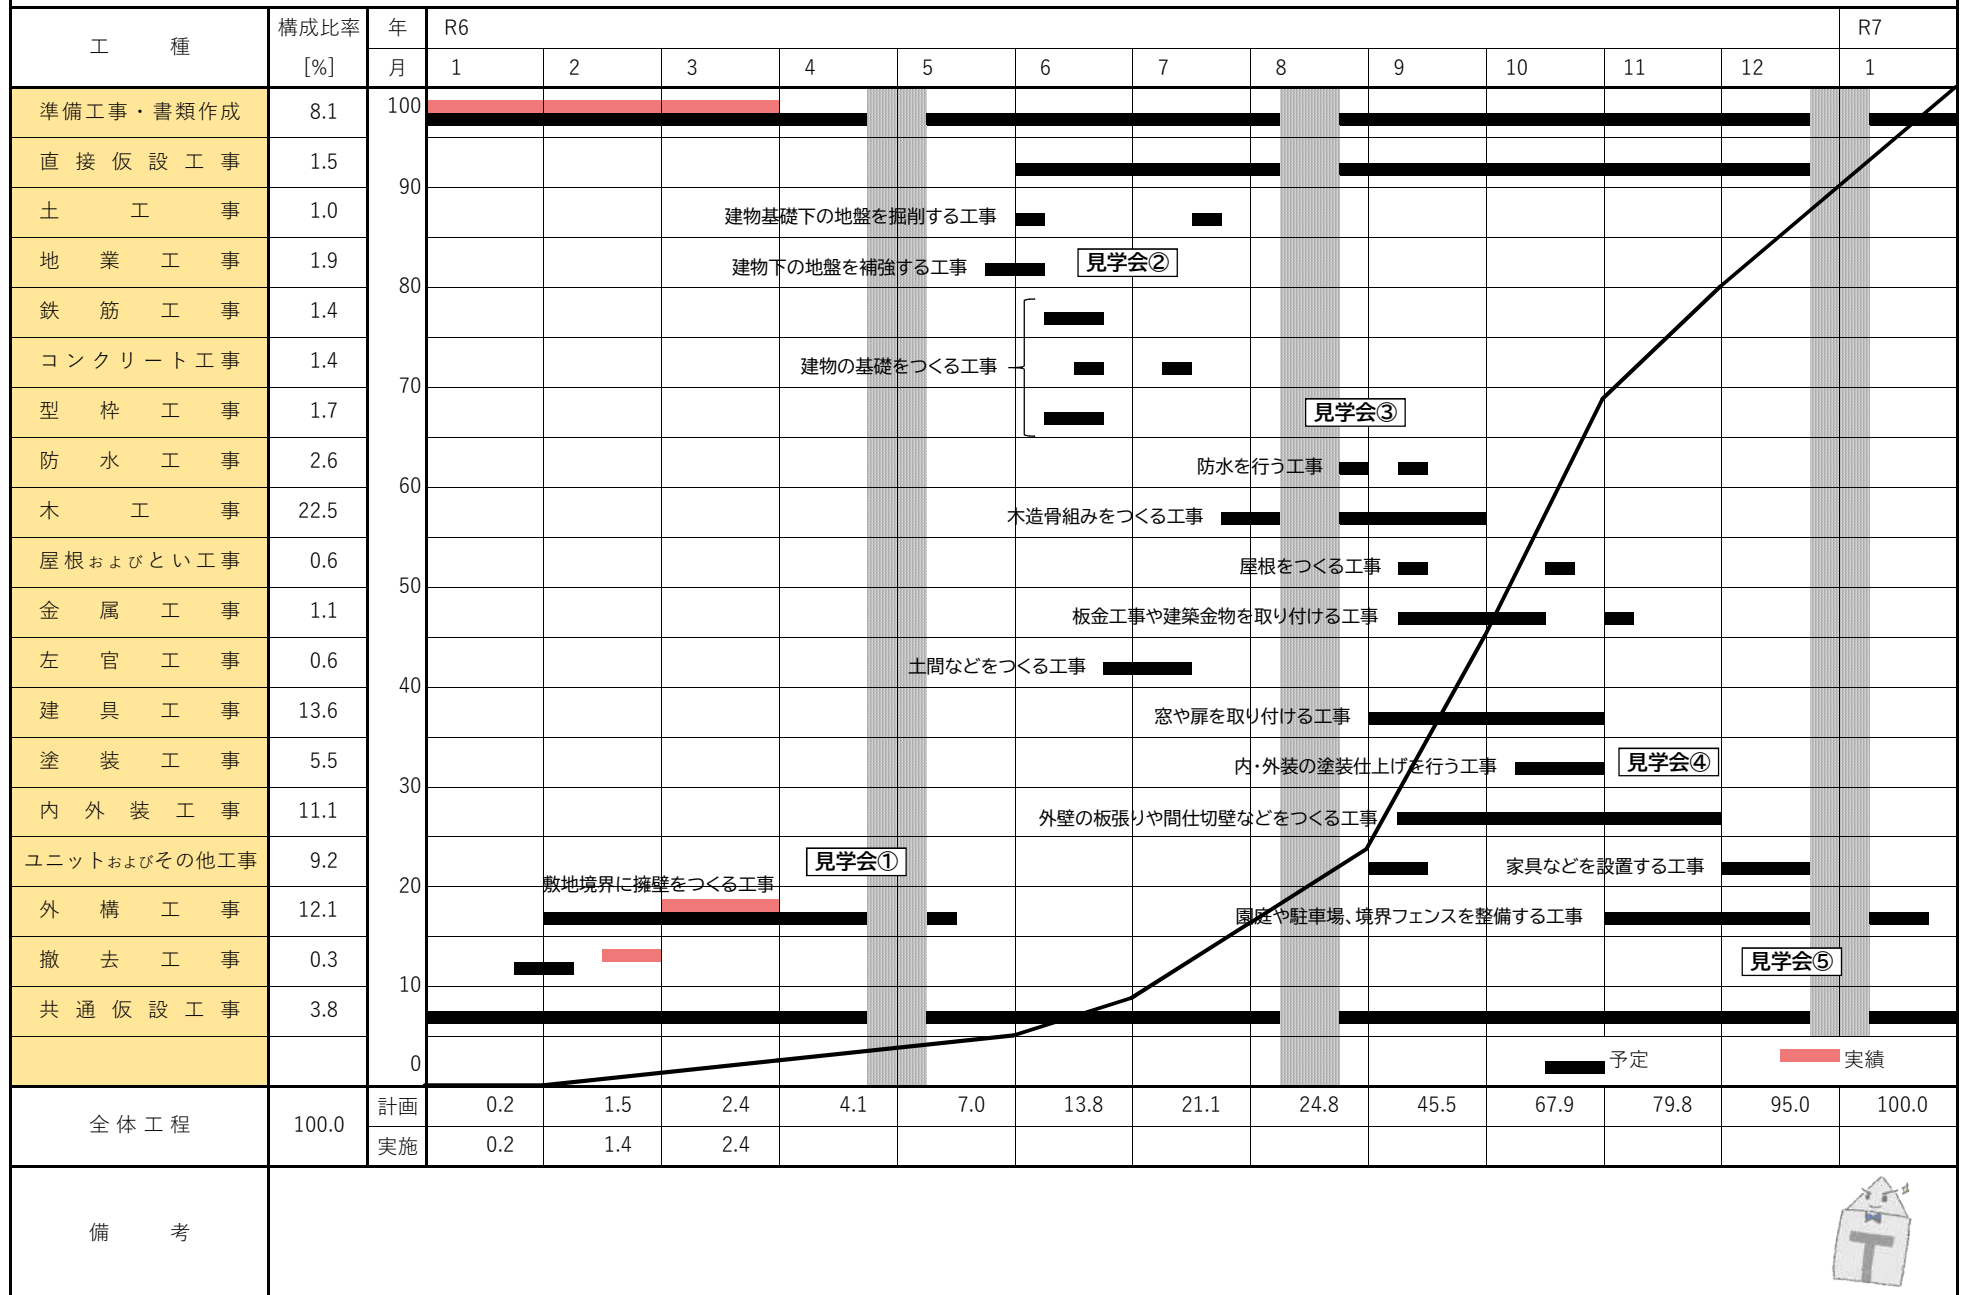 工種 構成比率 年 R6 R7
[%] 月 1 2 3 4 5 6 7 8 9 10 11 12 1
準備工事・書類作成 8.1 100
直接仮設工事 1.5
90
土工事 1.0 建物基礎下の地盤を掘削する工事
地業工事 1.9 建物下の地盤を補強する工事 見学会②
80
鉄筋工事 1.4
コンクリート工事 1.4 建物の基礎をつくる工事
70
型枠工事 1.7 見学会③
防水工事 2.6 防水を行う工事
60
木工事 22.5 木造骨組みをつくる工事
屋根およびとい工事 0.6 屋根をつくる工事
50
金属工事 1.1 板金工事や建築金物を取り付ける工事
左官工事 0.6 土間などをつくる工事
40
建具工事 13.6 窓や扉を取り付ける工事
塗装工事 5.5 内・外装の塗装仕上げを行う工事 見学会④
30
内外装工事 11.1 外壁の板張りや間仕切壁などをつくる工事
ユニットおよびその他工事 9.2 見学会① 家具などを設置する工事
20 敷地境界に擁壁をつくる工事
外構工事 12.1 園庭や駐車場、境界フェンスを整備する工事
撤去工事 0.3 見学会⑤
10
共通仮設工事 3.8
0 予定 実績
全体工程 100.0 計画 0.2 1.5 2.4 4.1 7.0 13.8 21.1 24.8 45.5 67.9 79.8 95.0 100.0
実施 0.2 1.4 2.4
備考
T